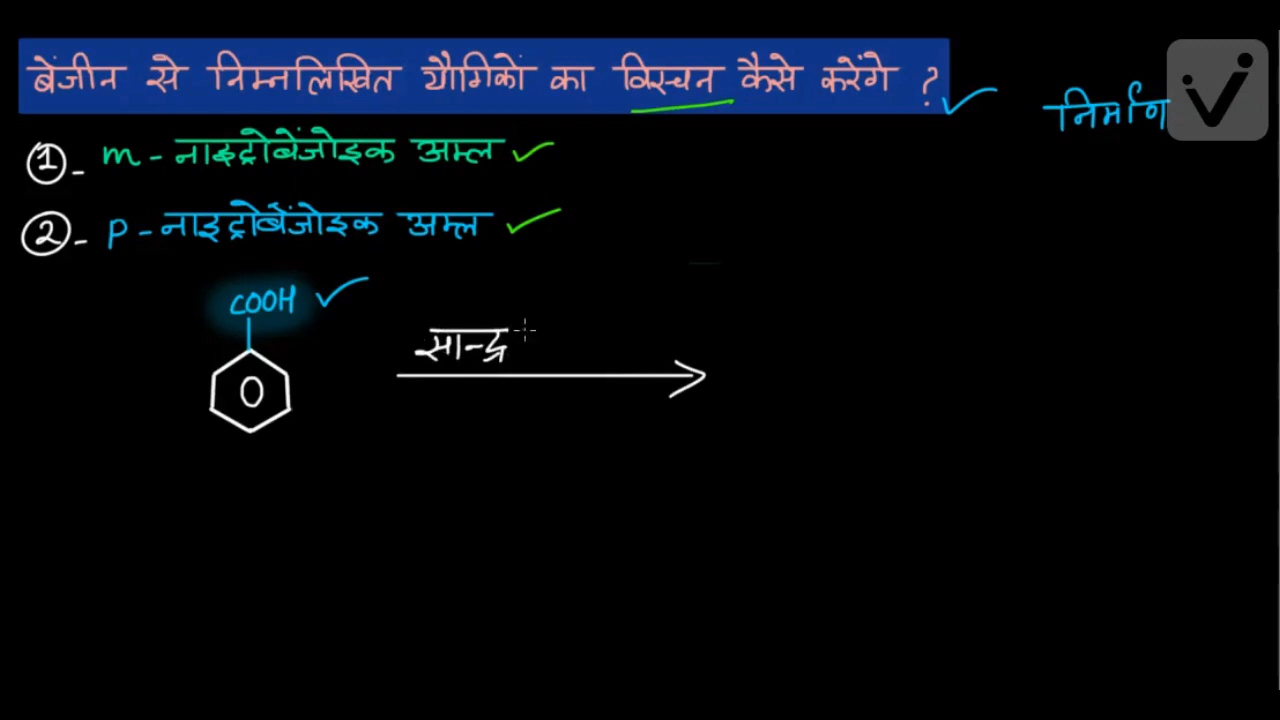 बेंजीन से निम्नलिखित यौगिकों का विरचन कैसे करेंगे ?
निर्माण
1- m-नाइट्रोबेंजोइक अम्ल
2- p-नाइट्रोबेंजोइक अम्ल
COOH
सान्द्र